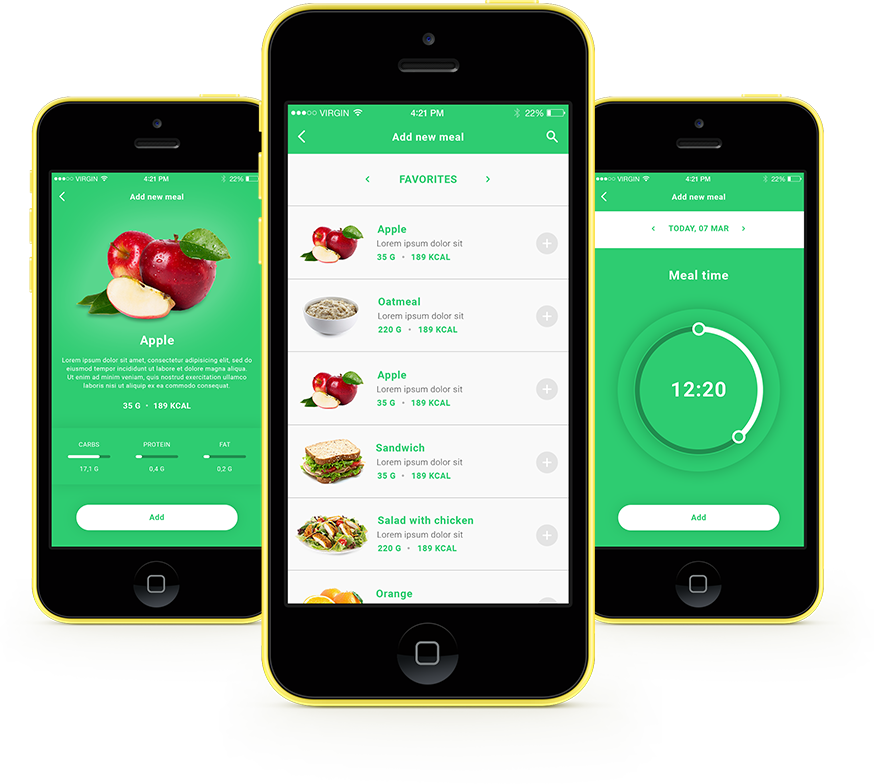 VIRGIN
4:21 PM
22%
Add new meal
Apple
Lorem ipsum dolor sit amet, consectetur adipisicing elit, sed do
eiusmod tempor incididunt ut labore et dolore magna aliqua.
Ut enim ad minim veniam, quis nostrud exercitation ullamco
laboris nisi ut aliquip ex ea commodo consequat.
35 G • 189 KCAL
CARBS PROTEIN FAT
17,1 G 0,4 G 0,2 G
Add
VIRGIN 4:21 PM 22%
Add new meal
FAVORITES
Apple
Lorem ipsum dolor sit
35 G • 189 KCAL
Oatmeal
Lorem ipsum dolor sit
220 G • 189 KCAL
Apple
Lorem ipsum dolor sit
35 G • 189 KCAL
Sandwich
Lorem ipsum dolor sit
35 G • 189 KCAL
Salad with chicken
Lorem ipsum dolor sit
220 G • 189 KCAL
Orange
VIRGIN 4:21 PM 22%
Add new meal
TODAY, 07 MAR
Meal time
12:20
Add